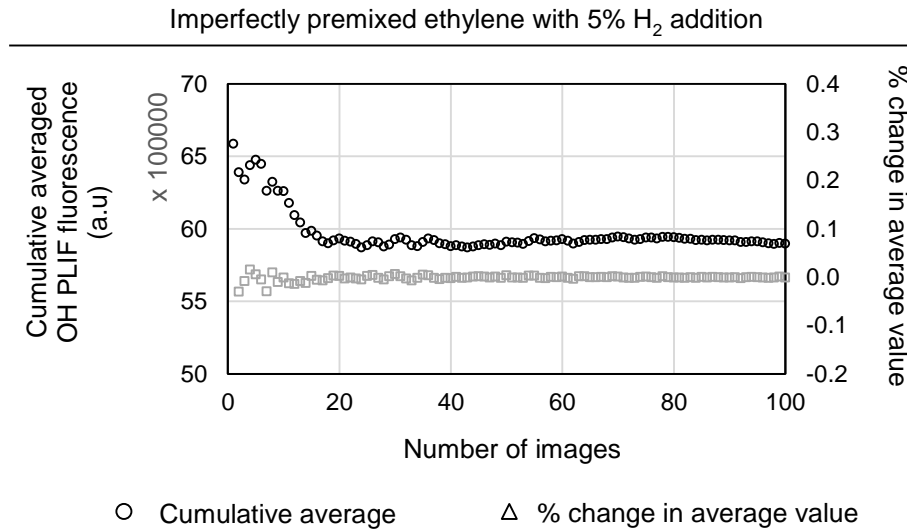 Imperfectly premixed ethylene with 5% H₂ addition
Cumulative averaged
OH PLIF fluorescence
(a.u)
x 100000
70
65
60
55
50
0.4
0.3
0.2
0.1
0.0
-0.1
-0.2
% change in
average value
0 20 40 60 80 100
Number of images
Cumulative average
% change in average value